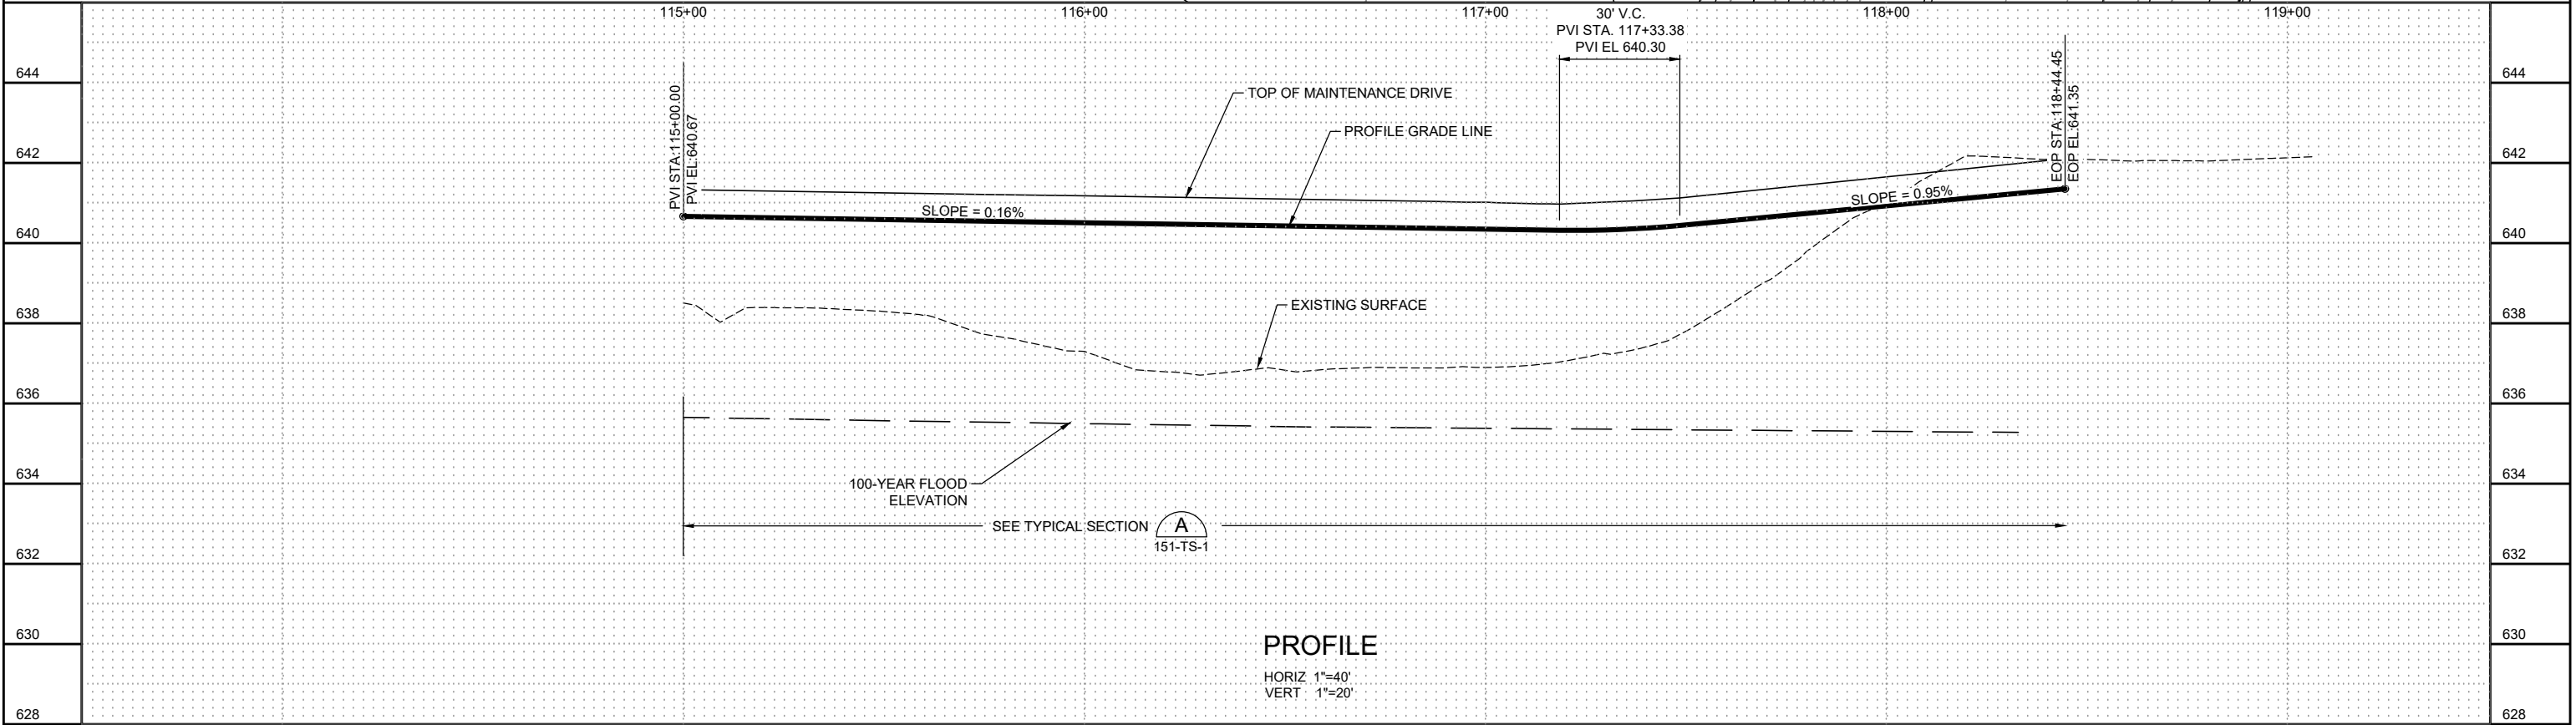 115+00
116+00
117+00
118+00
119+00
30' V.C.
PVI STA. 117+33.38
PVI EL 640.30
PVI STA:115+00.00
PVI EL:640.67
EOP STA:118+44.45
EOP EL:641.35
TOP OF MAINTENANCE DRIVE
PROFILE GRADE LINE
SLOPE = 0.16%
SLOPE = 0.95%
EXISTING SURFACE
100-YEAR FLOOD
ELEVATION
SEE TYPICAL SECTION
A
151-TS-1
644
642
640
638
636
634
632
630
628
644
642
640
638
636
634
632
630
628
PROFILE
HORIZ 1"=40'
VERT 1"=20'